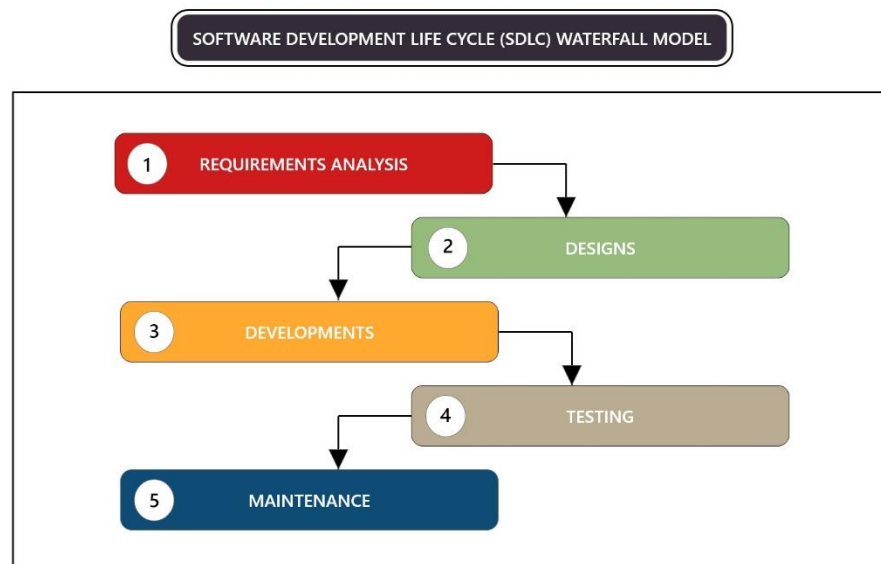 SOFTWARE DEVELOPMENT LIFE CYCLE (SDLC) WATERFALL MODEL
1 REQUIREMENTS ANALYSIS
2 DESIGNS
3 DEVELOPMENTS
4 TESTING
5 MAINTENANCE